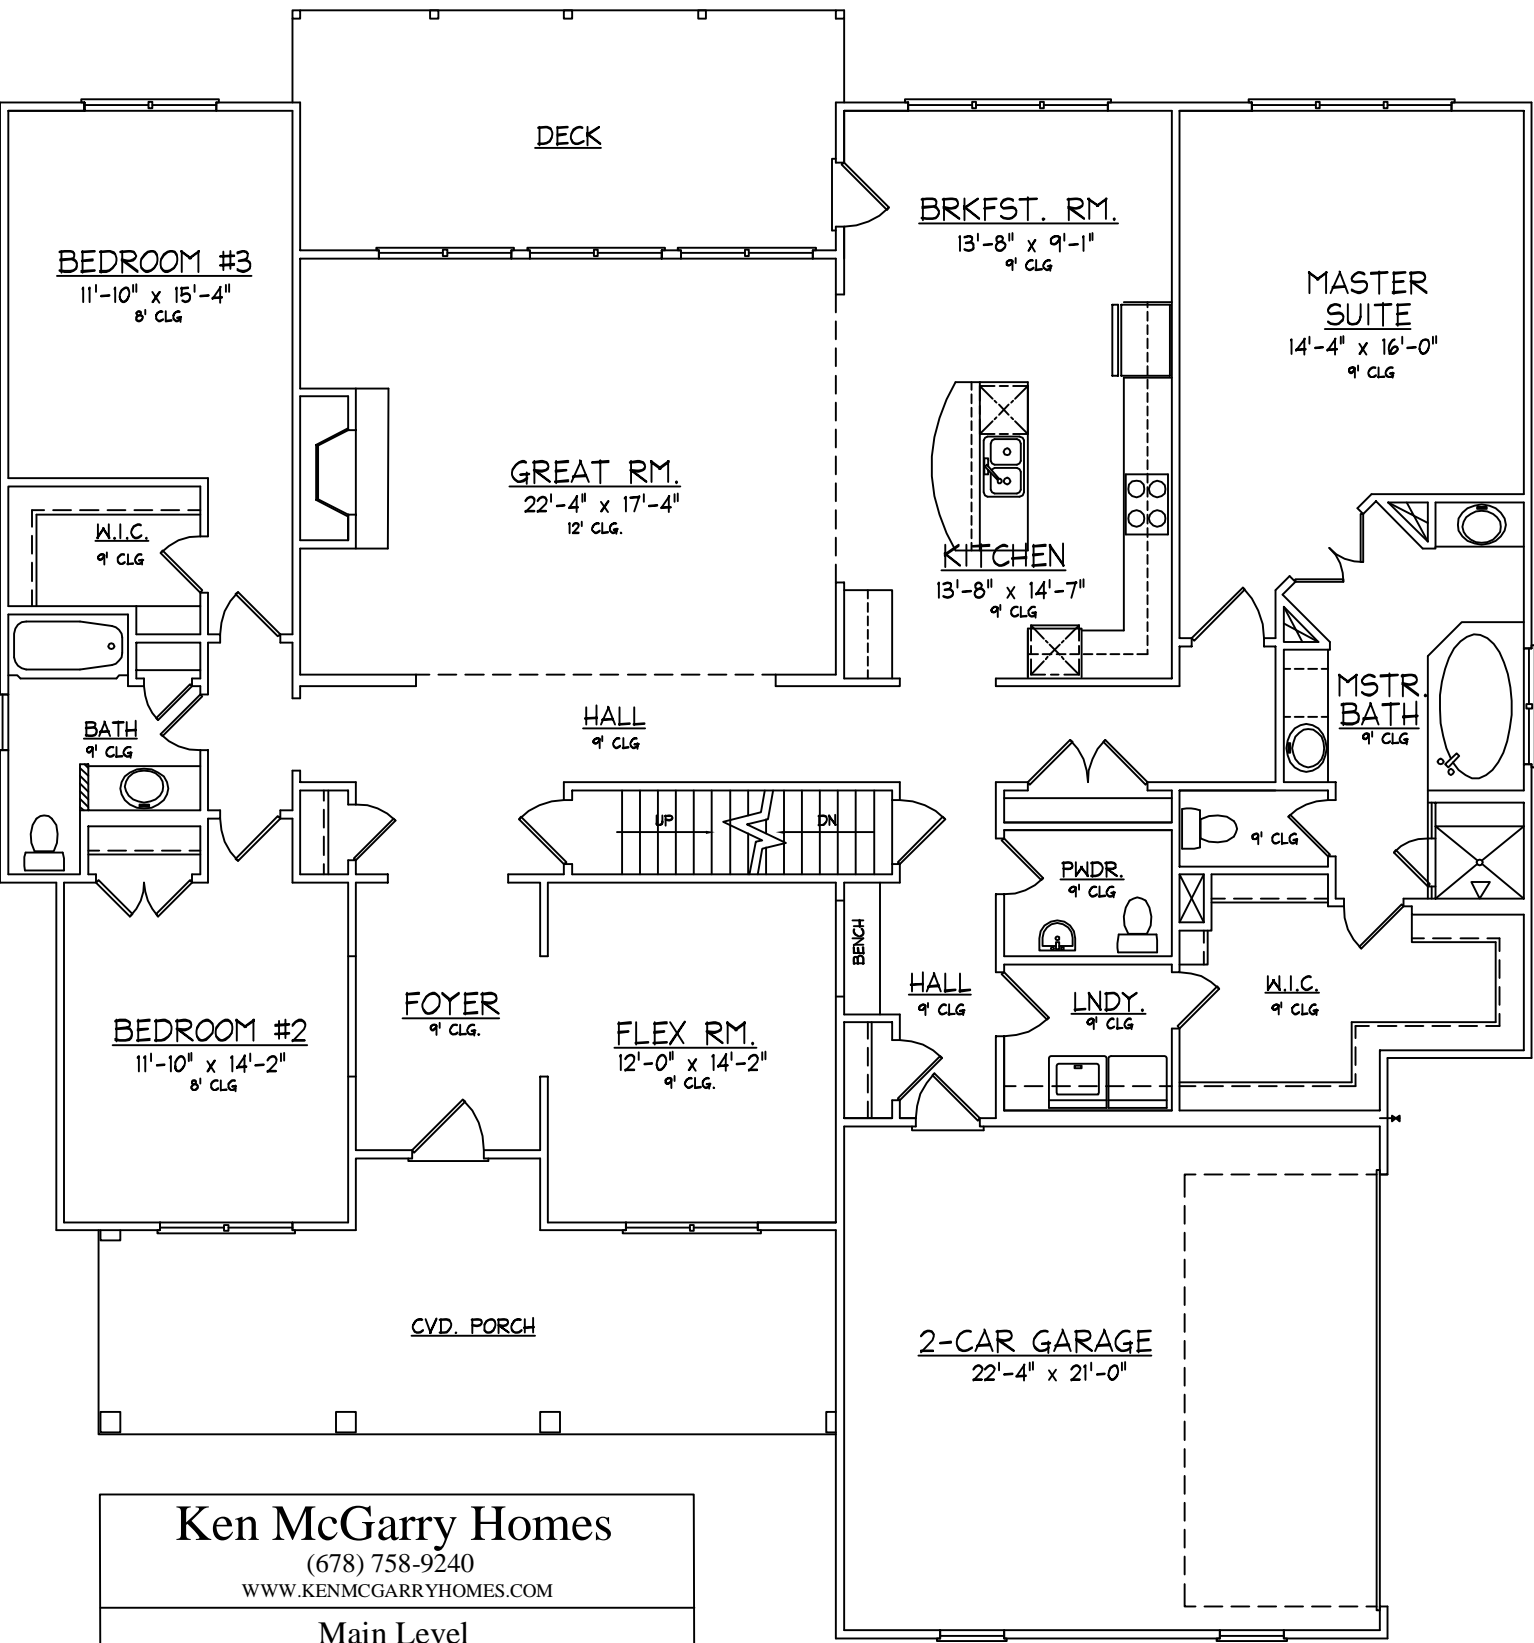 DECK
BRKFST. RM.
13'-8" x 9'-1"
9' CLG
BEDROOM #3
11'-10" x 15'-4"
8' CLG
MASTER
SUITE
14'-4" x 16'-0"
9' CLG
GREAT RM.
22'-4" x 17'-4"
12' CLG.
W.I.C.
9' CLG
KITCHEN
13'-8" x 14'-7"
9' CLG
MSTR.
BATH
9' CLG
HALL
9' CLG
BATH
9' CLG
UP
DN
9' CLG
PWDR.
9' CLG
BENCH
HALL
9' CLG
LNDY.
9' CLG
W.I.C.
9' CLG
FOYER
9' CLG.
BEDROOM #2
11'-10" x 14'-2"
8' CLG
FLEX RM.
12'-0" x 14'-2"
9' CLG.
CVD. PORCH
2-CAR GARAGE
22'-4" x 21'-0"
Ken McGarry Homes
(678) 758-9240
WWW.KENMCGARRYHOMES.COM
Main Level